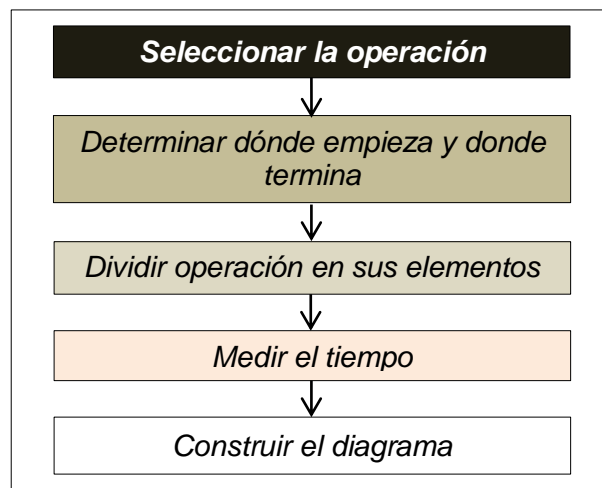 Seleccionar la operación
Determinar dónde empieza y donde
termina
Dividir operación en sus elementos
Medir el tiempo
Construir el diagrama